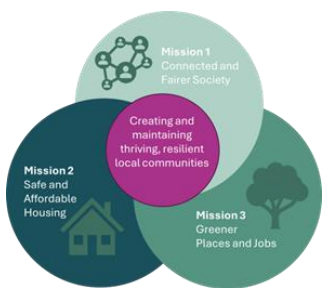 Mission 1
Connected and
Fairer Society
Creating and
maintaining
thriving, resilient
local communities
Mission 2
Safe and
Affordable
Housing
Mission 3
Greener
Places and Jobs